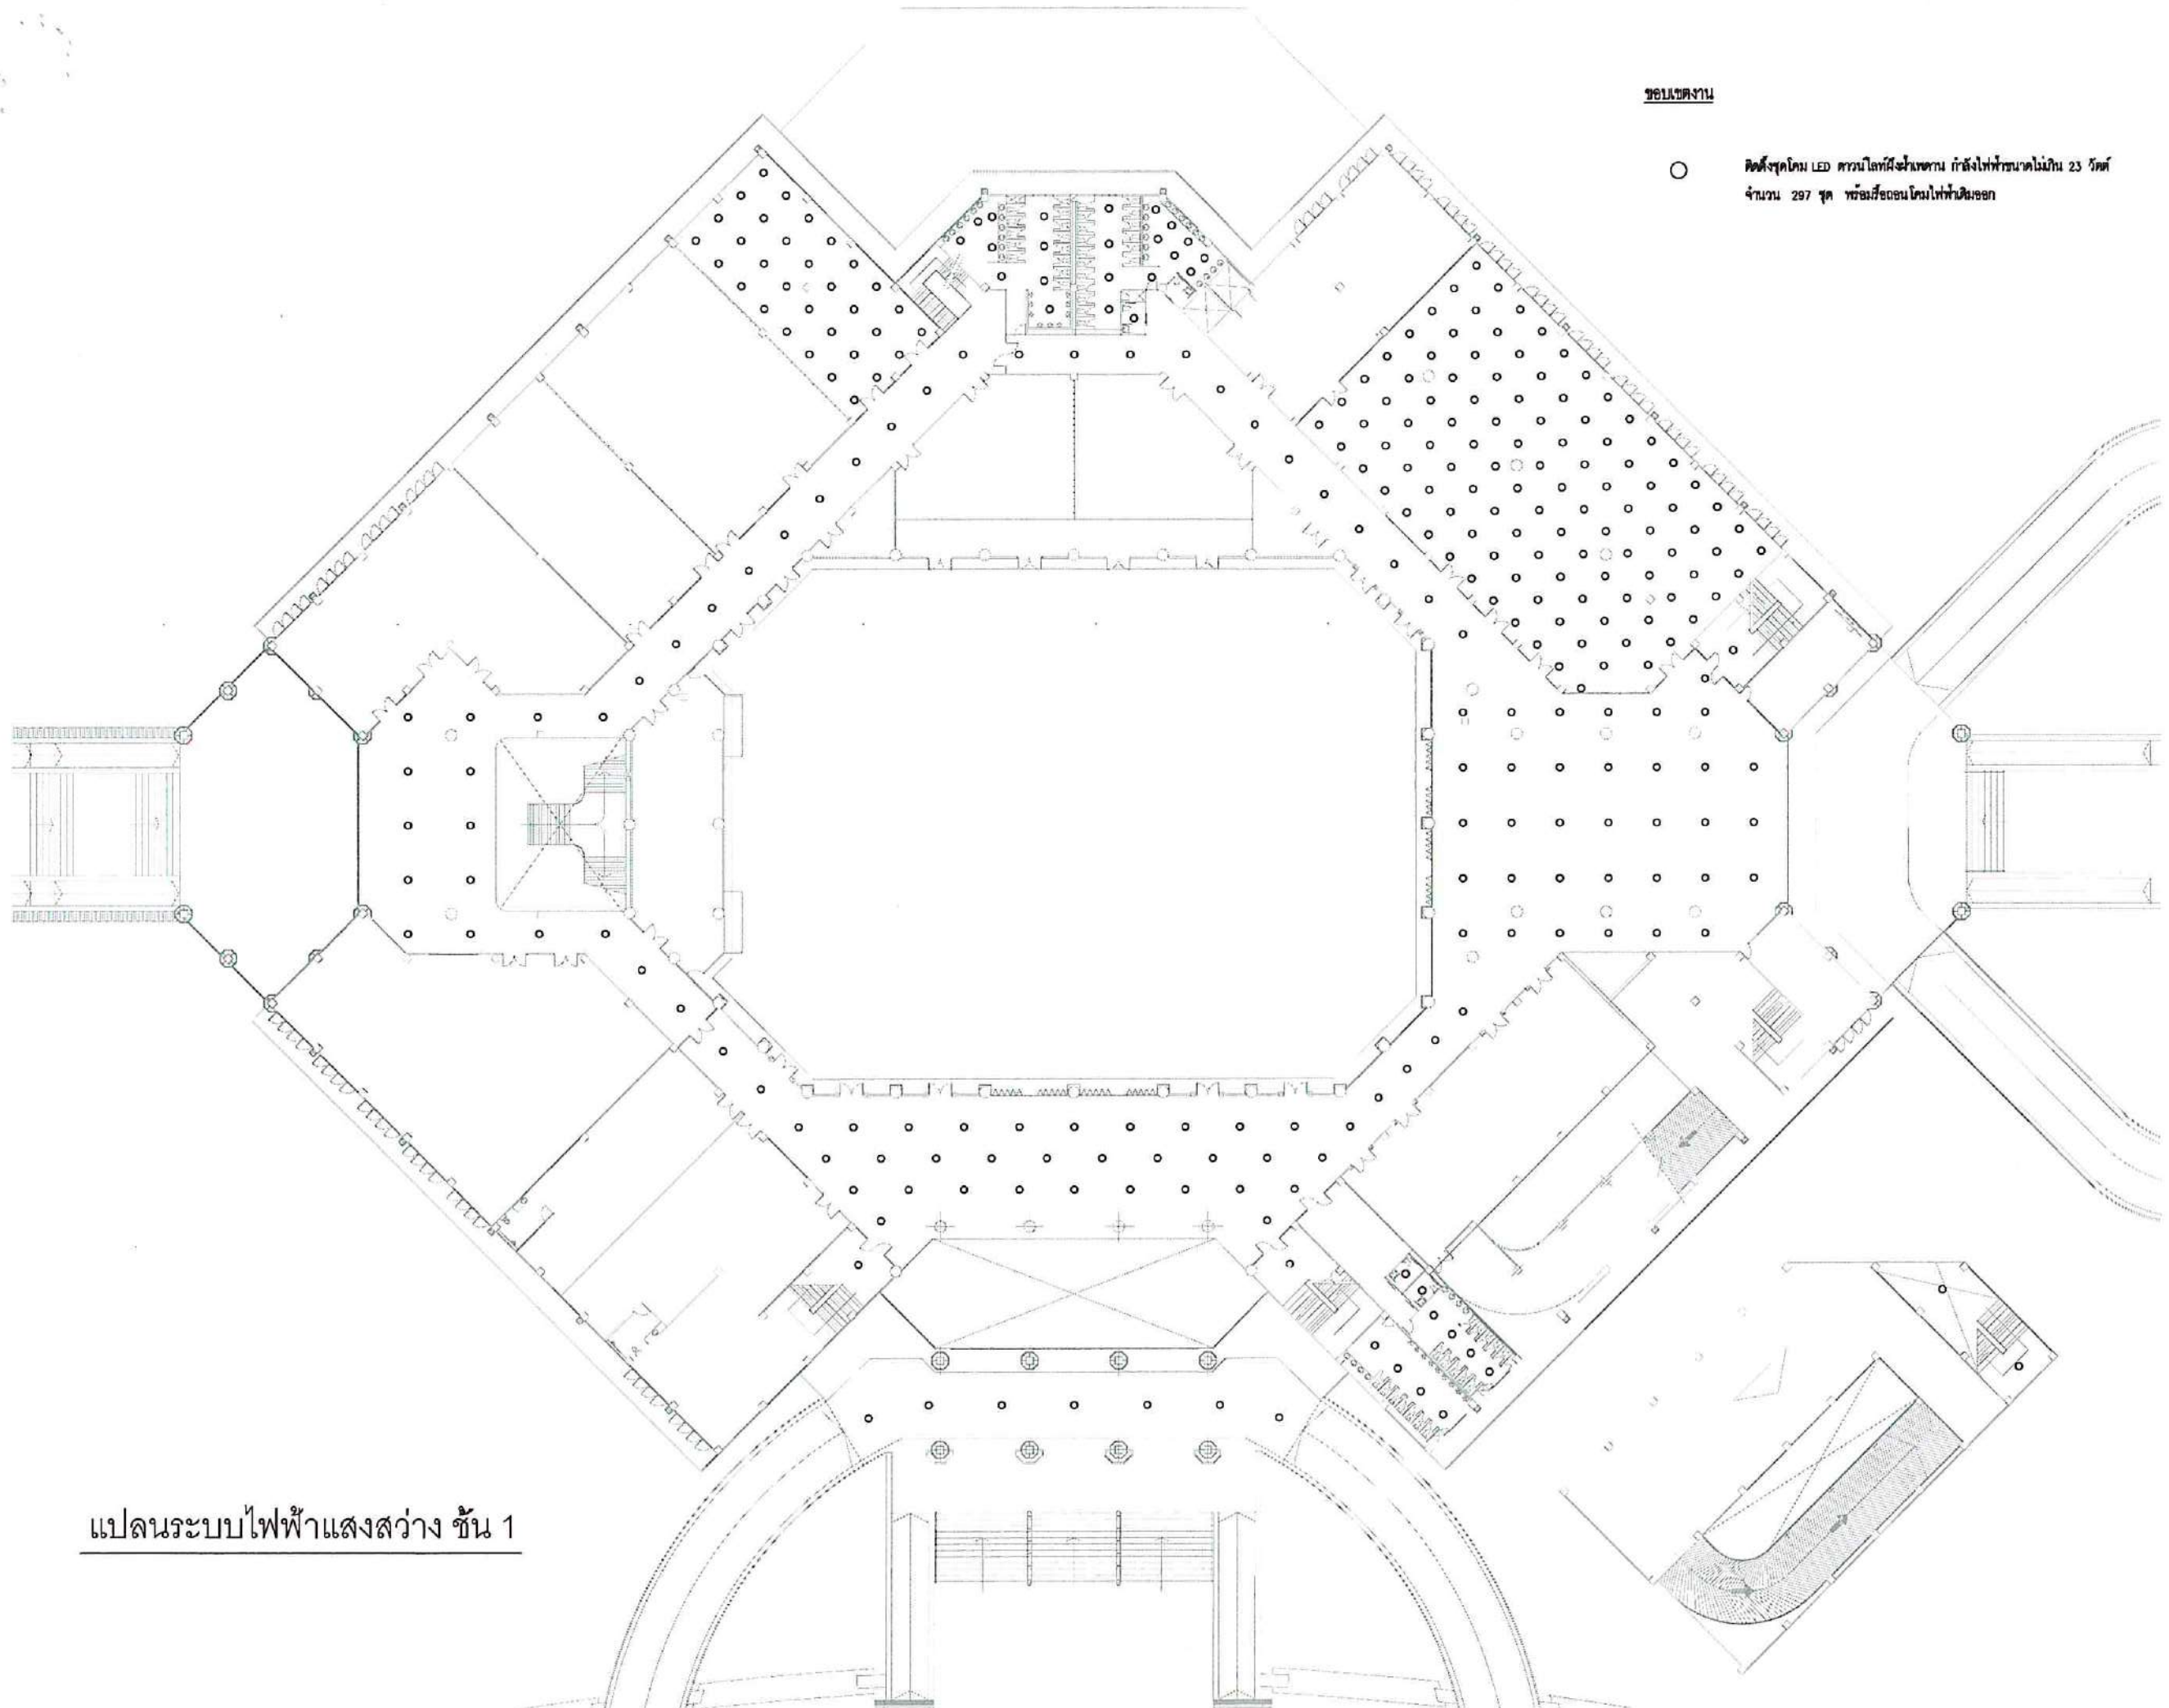 ขอบเขตงาน
ติดตั้งชุดโคม LED ดาวน์ไลท์ฝังฝ้าเพดาน กำลังไฟฟ้าขนาดไม่เกิน 23 วัตต์
จำนวน 297 ชุด พร้อมรื้อถอนโคมไฟฟ้าเดิมออก
แปลนระบบไฟฟ้าแสงสว่าง ชั้น 1